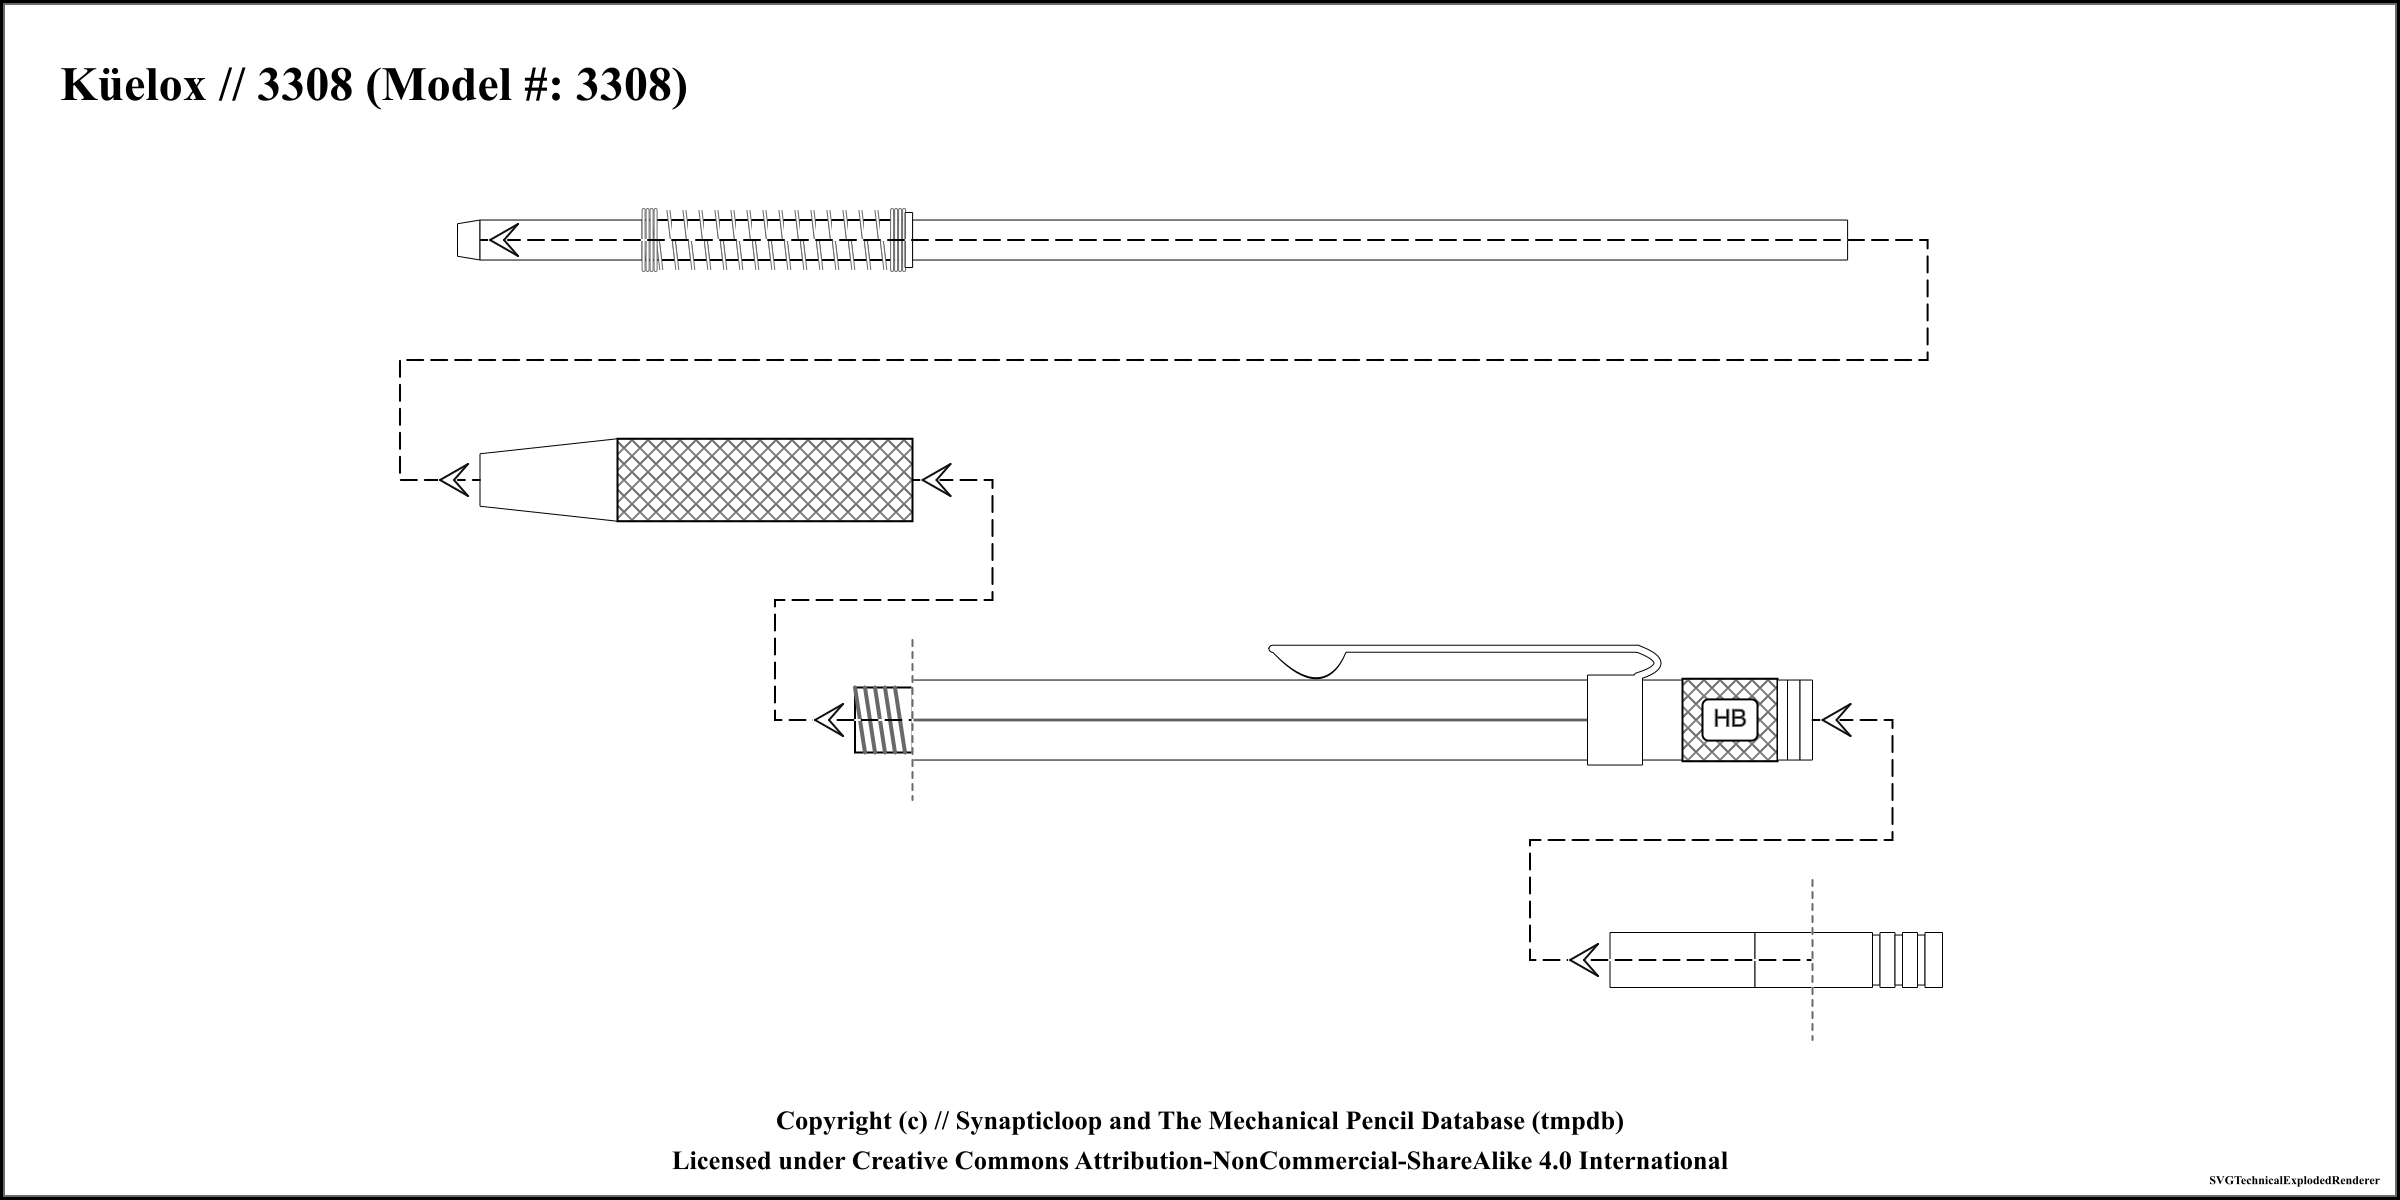 Küelox // 3308 (Model #: 3308)
HB
Copyright (c) // Synapticloop and The Mechanical Pencil Database (tmpdb)
Licensed under Creative Commons Attribution-NonCommercial-ShareAlike 4.0 International
SVGTechnicalExplodedRenderer